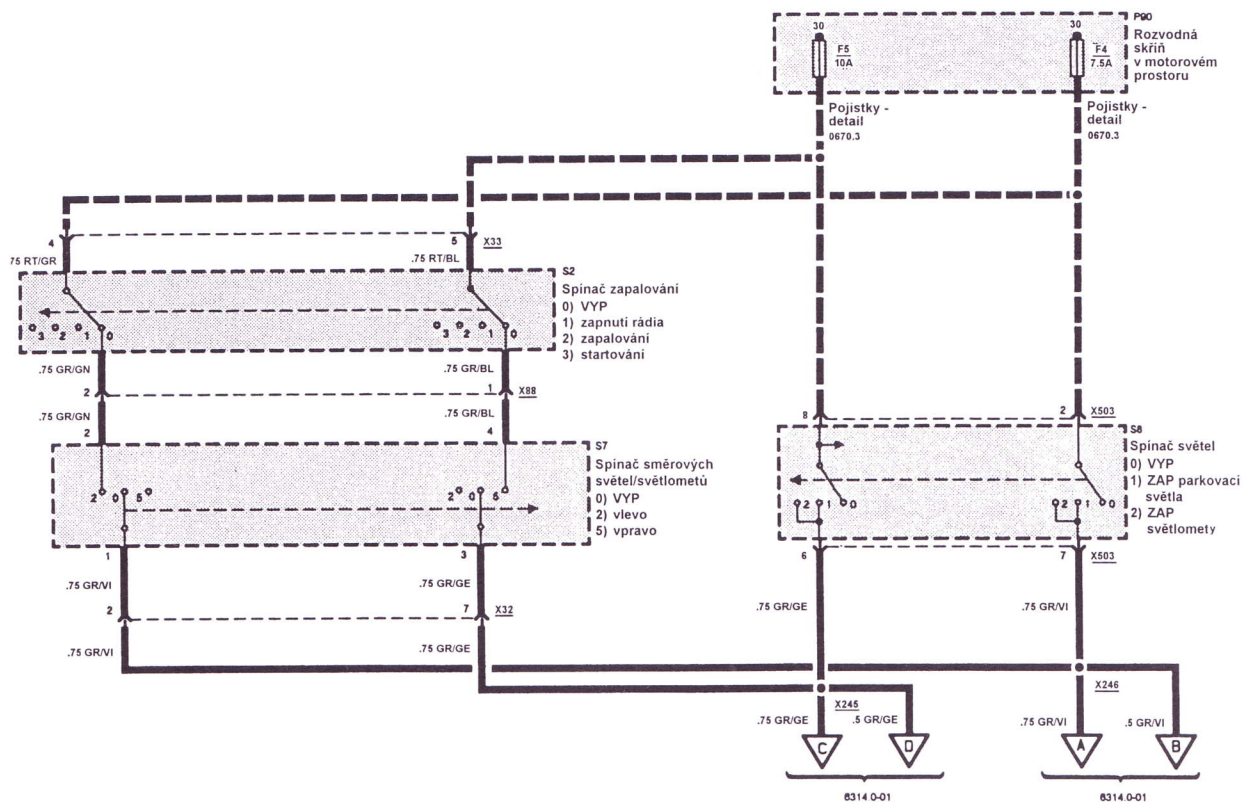 P90
30
30
F5
10A
F4
7.5A
Rozvodná
skříň
v motorovém
prostoru
Pojistky -
detail
0670.3
Pojistky -
detail
0670.3
4
5
X33
75 RT/GR
.75 RT/BL
S2
Spínač zapalování
0) VYP
1) zapnutí rádia
2) zapalování
3) startování
3 2 1 0
3 2 1 0
.75 GR/GN
.75 GR/BL
2
1
X88
.75 GR/GN
.75 GR/BL
2
4
8
2
X503
S7
Spínač směrových
světel/světlometů
0) VYP
2) vlevo
5) vpravo
2 0 5
2 0 5
S8
Spínač světel
0) VYP
1) ZAP parkovací
světla
2) ZAP
světlomety
2 1 0
2 1 0
1
3
6
7
X503
.75 GR/VI
.75 GR/GE
.75 GR/GE
.75 GR/VI
2
7
X32
.75 GR/VI
.75 GR/GE
X245
X246
.75 GR/GE
.5 GR/GE
.75 GR/VI
.5 GR/VI
C
D
A
B
6314.0-01
6314.0-01